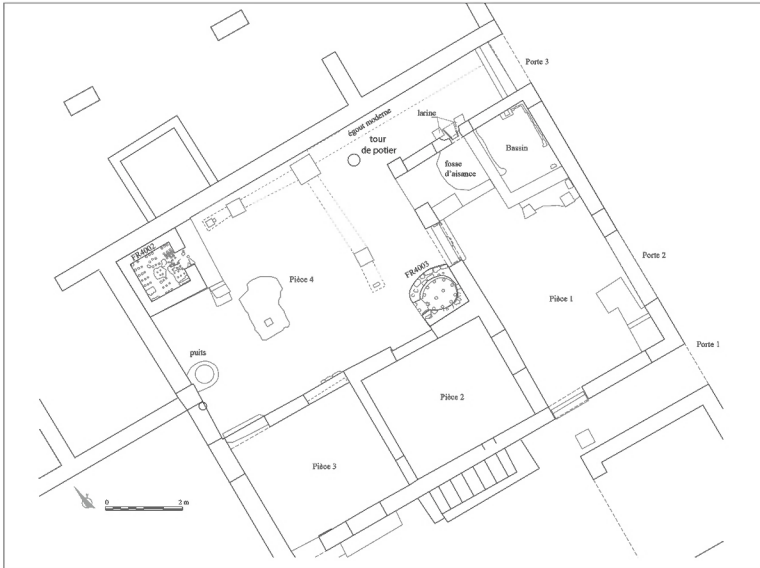 Porte 3
égout moderne
latrine
tour
de potier
Bassin
fosse
d'aisance
FR4002
Porte 2
FR4003
Pièce 4
Pièce 1
puits
Porte 1
Pièce 2
Pièce 3
0 2 m